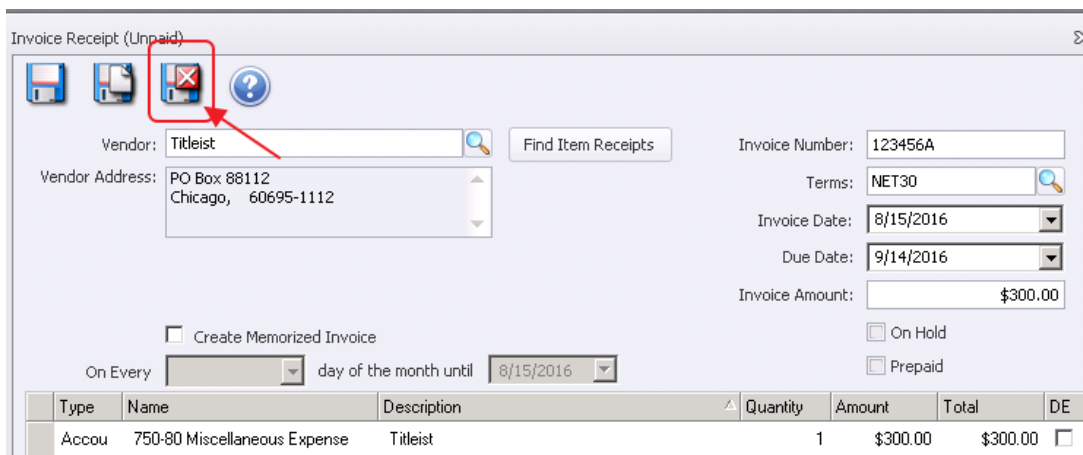 Invoice Receipt (Unpaid)
Vendor: Titleist Find Item Receipts Invoice Number: 123456A
Vendor Address: PO Box 88112 Terms: NET30
Chicago, 60695-1112
Invoice Date: 8/15/2016
Due Date: 9/14/2016
Invoice Amount: $300.00
Create Memorized Invoice On Hold
On Every day of the month until 8/15/2016 Prepaid
Type Name Description Quantity Amount Total DE
Accou 750-80 Miscellaneous Expense Titleist 1 $300.00 $300.00